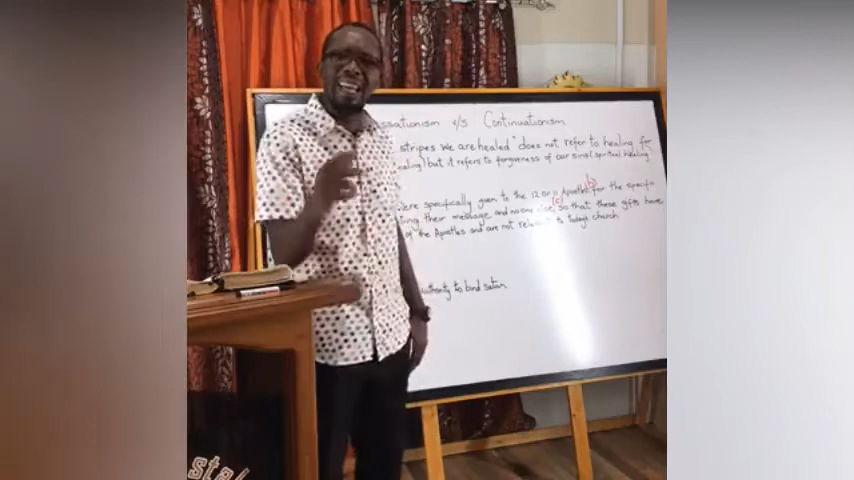 ssationism v/s Continuationism
stripes we are healed" does not refer to healing for
healing) but it refers to forgiveness of our sins (spiritual healing)
were specifically given to the 12 or 11 Apostles for the specific
(b)
ting their message and no one else, so that these gifts have
(c)
of the Apostles and are not relevant to today's church
authority to bind satan